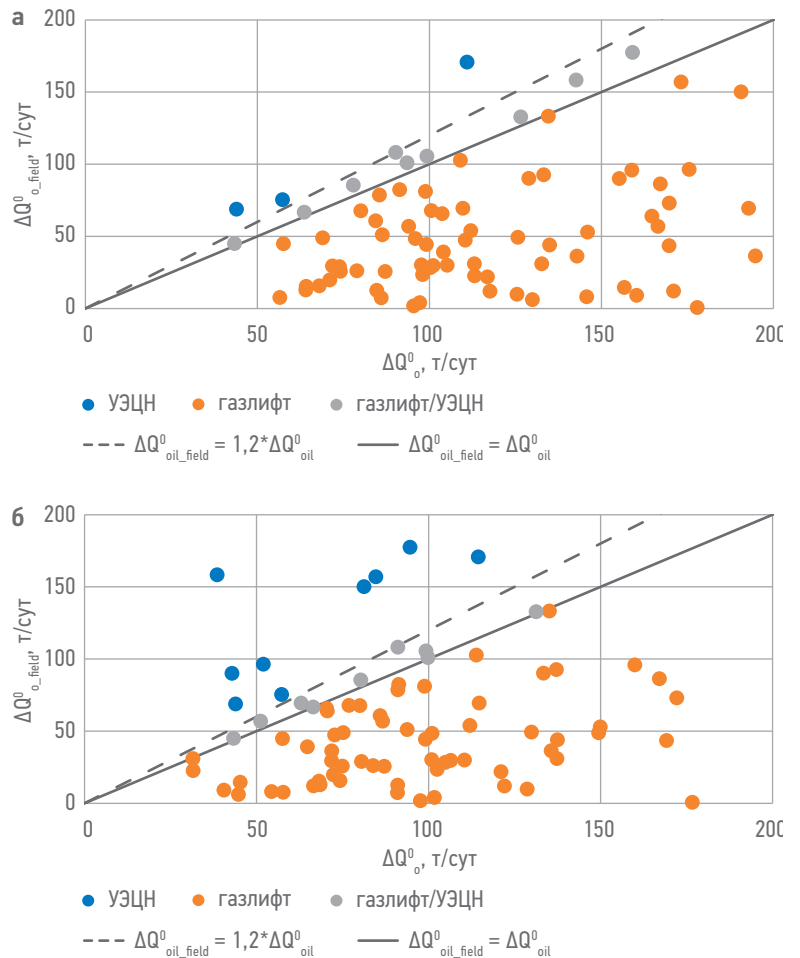 а
200
150
100
50
0
ΔQ⁰o_field, т/сут
0 50 100 150 200
ΔQ⁰o, т/сут
УЭЦН газлифт газлифт/УЭЦН
ΔQ⁰oil_field = 1,2*ΔQ⁰oil ΔQ⁰oil_field = ΔQ⁰oil
б
200
150
100
50
0
ΔQ⁰o_field, т/сут
0 50 100 150 200
ΔQ⁰o, т/сут
УЭЦН газлифт газлифт/УЭЦН
ΔQ⁰oil_field = 1,2*ΔQ⁰oil ΔQ⁰oil_field = ΔQ⁰oil